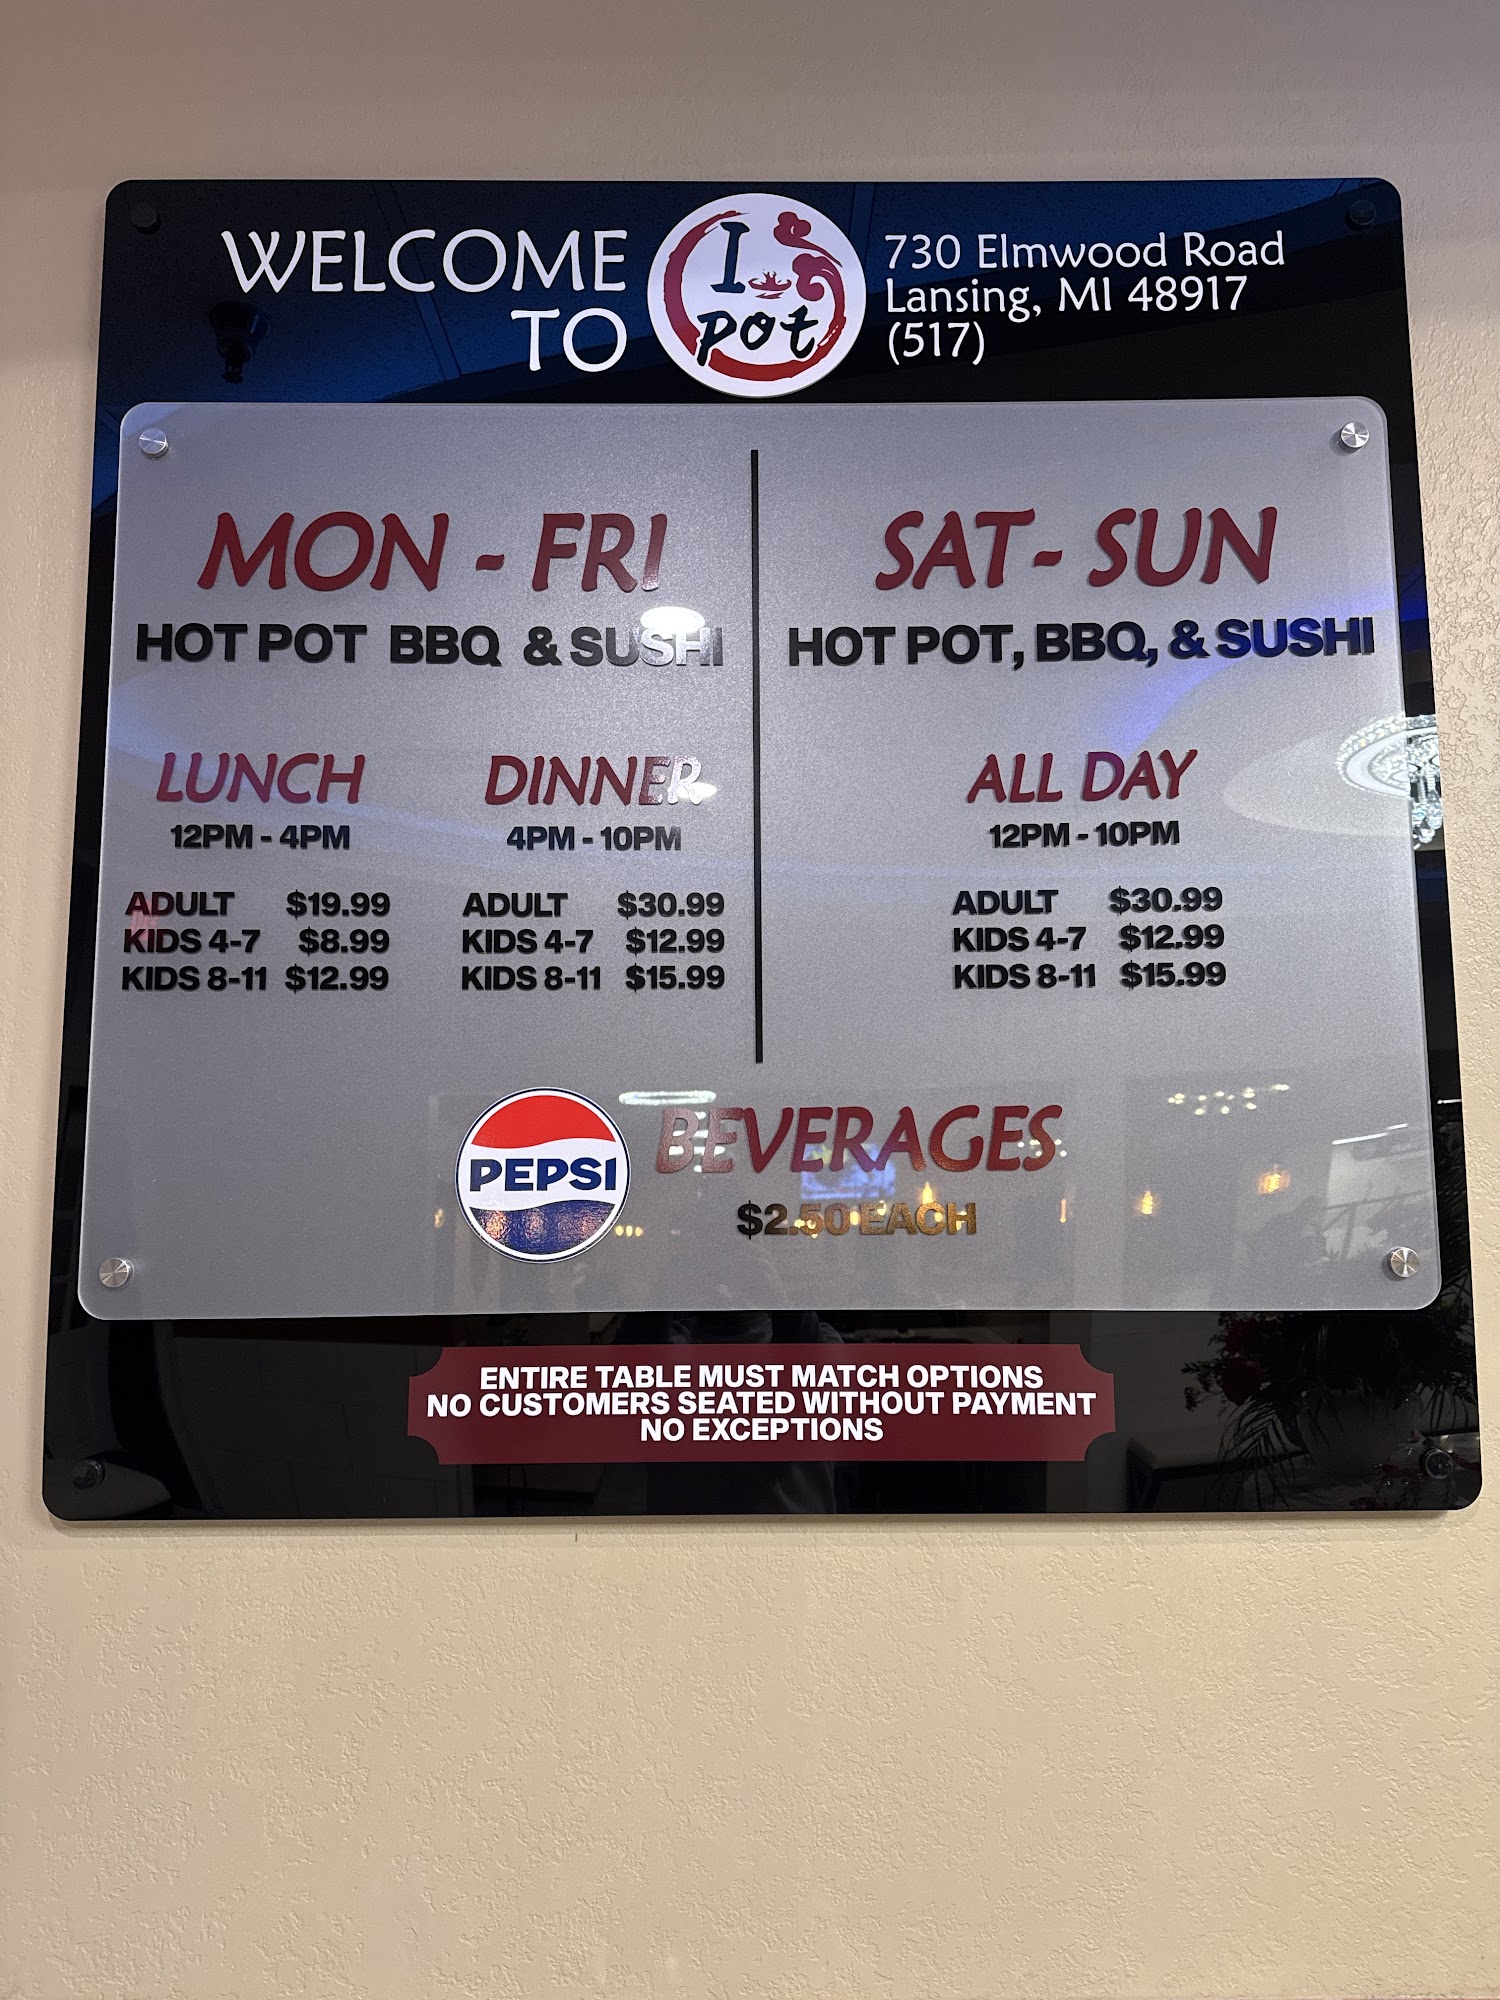 WELCOME
TO
I
pot
730 Elmwood Road
Lansing, MI 48917
(517)
MON - FRI
HOT POT BBQ & SUSHI
LUNCH
12PM - 4PM
ADULT $19.99
KIDS 4-7 $8.99
KIDS 8-11 $12.99
DINNER
4PM - 10PM
ADULT $30.99
KIDS 4-7 $12.99
KIDS 8-11 $15.99
SAT- SUN
HOT POT, BBQ, & SUSHI
ALL DAY
12PM - 10PM
ADULT $30.99
KIDS 4-7 $12.99
KIDS 8-11 $15.99
PEPSI
BEVERAGES
$2.50 EACH
ENTIRE TABLE MUST MATCH OPTIONS
NO CUSTOMERS SEATED WITHOUT PAYMENT
NO EXCEPTIONS